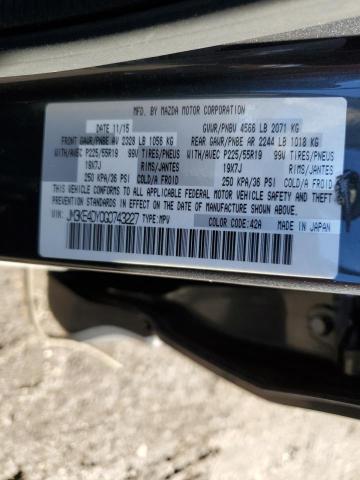 MFD. BY MAZDA MOTOR CORPORATION
DATE 11/15 GVWR/PNBV 4566 LB 2071 KG
FRONT GAWR/PNBE AV 2328 LB 1056 KG REAR GAWR/PNBE AR 2244 LB 1018 KG
WITH/AVEC P225/55R19 99V TIRES/PNEUS WITH/AVEC P225/55R19 99V TIRES/PNEUS
19X7J RIMS/JANTES 19X7J RIMS/JANTES
250 KPA/36 PSI COLD/A FROID 250 KPA/36 PSI COLD/A FROID
THIS VEHICLE CONFORMS TO ALL APPLICABLE FEDERAL MOTOR VEHICLE SAFETY
AND THEFT PREVENTION STANDARDS IN EFFECT ON THE DATE OF MANUFACTURE
SHOWN ABOVE.
VIN: JM3KE4DY0G0743227 TYPE: MPV COLOR CODE: 42A MADE IN JAPAN